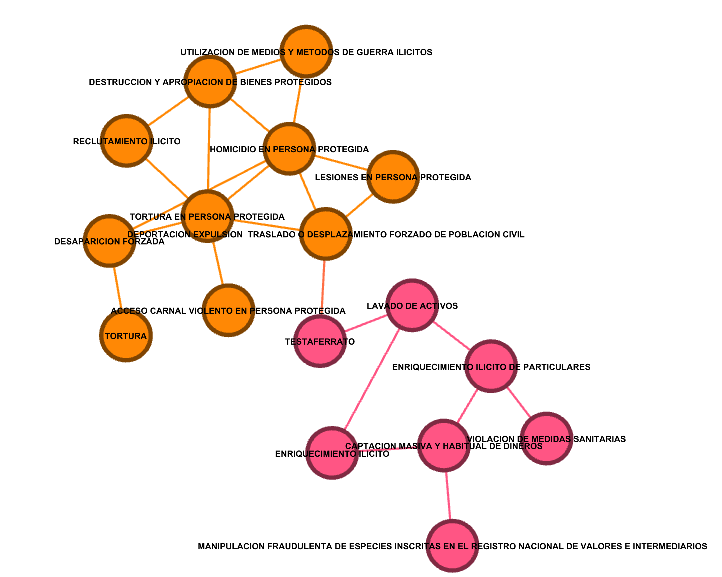 UTILIZACION DE MEDIOS Y METODOS DE GUERRA ILICITOS
DESTRUCCION Y APROPIACION DE BIENES PROTEGIDOS
RECLUTAMIENTO ILICITO
HOMICIDIO EN PERSONA PROTEGIDA
LESIONES EN PERSONA PROTEGIDA
TORTURA EN PERSONA PROTEGIDA
DEPORTACION EXPULSION TRASLADO O DESPLAZAMIENTO FORZADO DE POBLACION CIVIL
DESAPARICION FORZADA
LAVADO DE ACTIVOS
ACCESO CARNAL VIOLENTO EN PERSONA PROTEGIDA
TORTURA
TESTAFERRATO
ENRIQUECIMIENTO ILICITO DE PARTICULARES
VIOLACION DE MEDIDAS SANITARIAS
CAPTACION MASIVA Y HABITUAL DE DINEROS
ENRIQUECIMIENTO ILICITO
MANIPULACION FRAUDULENTA DE ESPECIES INSCRITAS EN EL REGISTRO NACIONAL DE VALORES E INTERMEDIARIOS